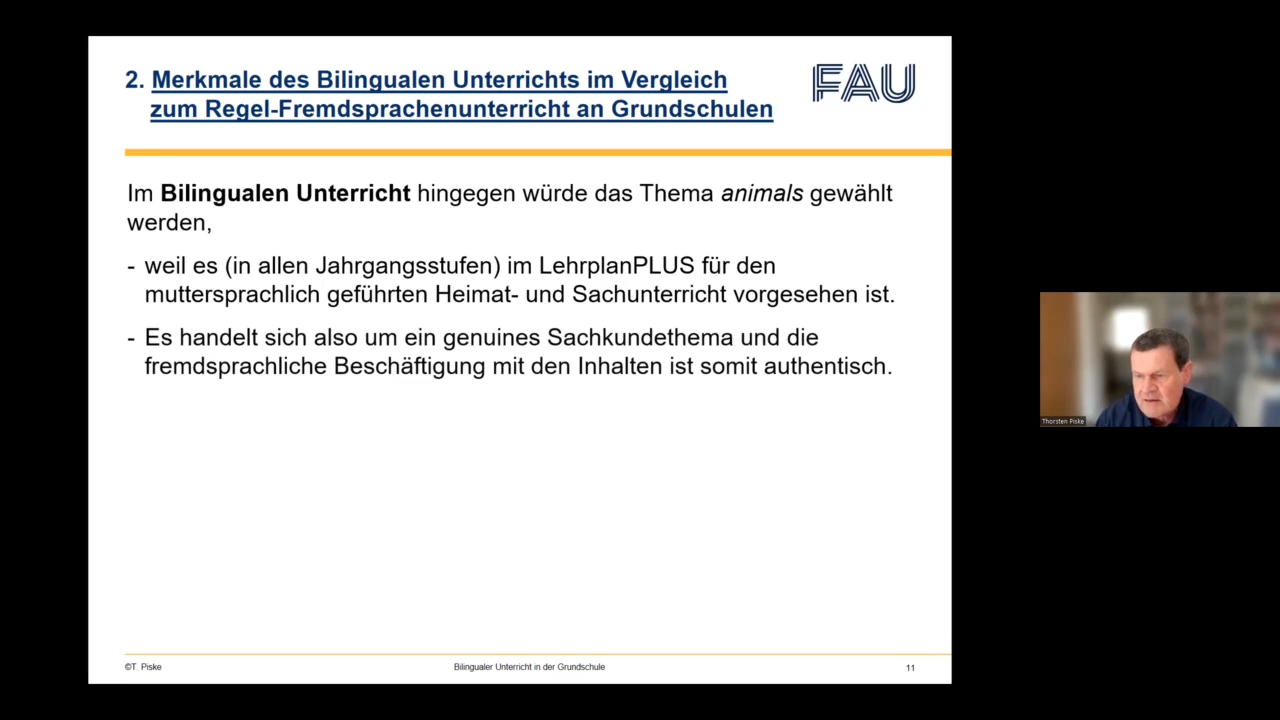 2. Merkmale des Bilingualen Unterrichts im Vergleich
zum Regel-Fremdsprachenunterricht an Grundschulen
FAU
Im Bilingualen Unterricht hingegen würde das Thema animals gewählt
werden,
- weil es (in allen Jahrgangsstufen) im LehrplanPLUS für den
muttersprachlich geführten Heimat- und Sachunterricht vorgesehen ist.
- Es handelt sich also um ein genuines Sachkundethema und die
fremdsprachliche Beschäftigung mit den Inhalten ist somit authentisch.
Thorsten Piske
©T. Piske
Bilingualer Unterricht in der Grundschule
11